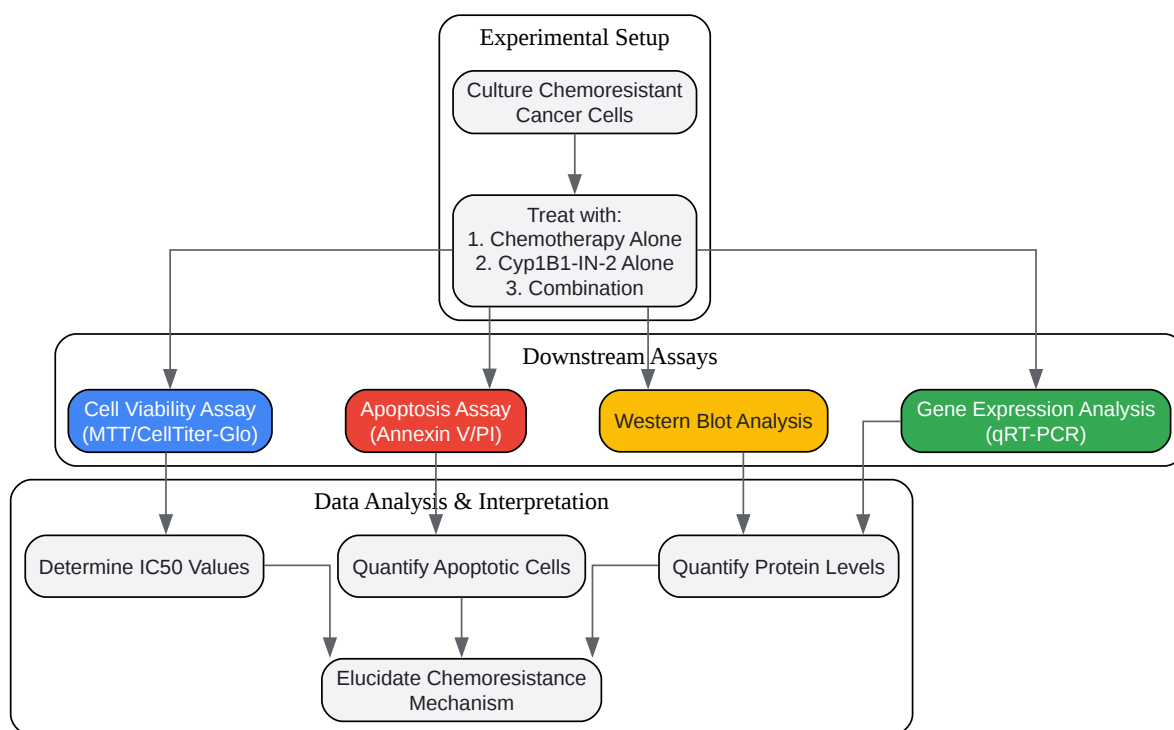 Experimental Setup
Culture Chemoresistant
Cancer Cells
Treat with:
1. Chemotherapy Alone
2. Cyp1B1-IN-2 Alone
3. Combination
Downstream Assays
Cell Viability Assay
(MTT/CellTiter-Glo)
Apoptosis Assay
(Annexin V/PI)
Western Blot Analysis
Gene Expression Analysis
(qRT-PCR)
Data Analysis & Interpretation
Determine IC50 Values
Quantify Apoptotic Cells
Quantify Protein Levels
Elucidate Chemoresistance
Mechanism